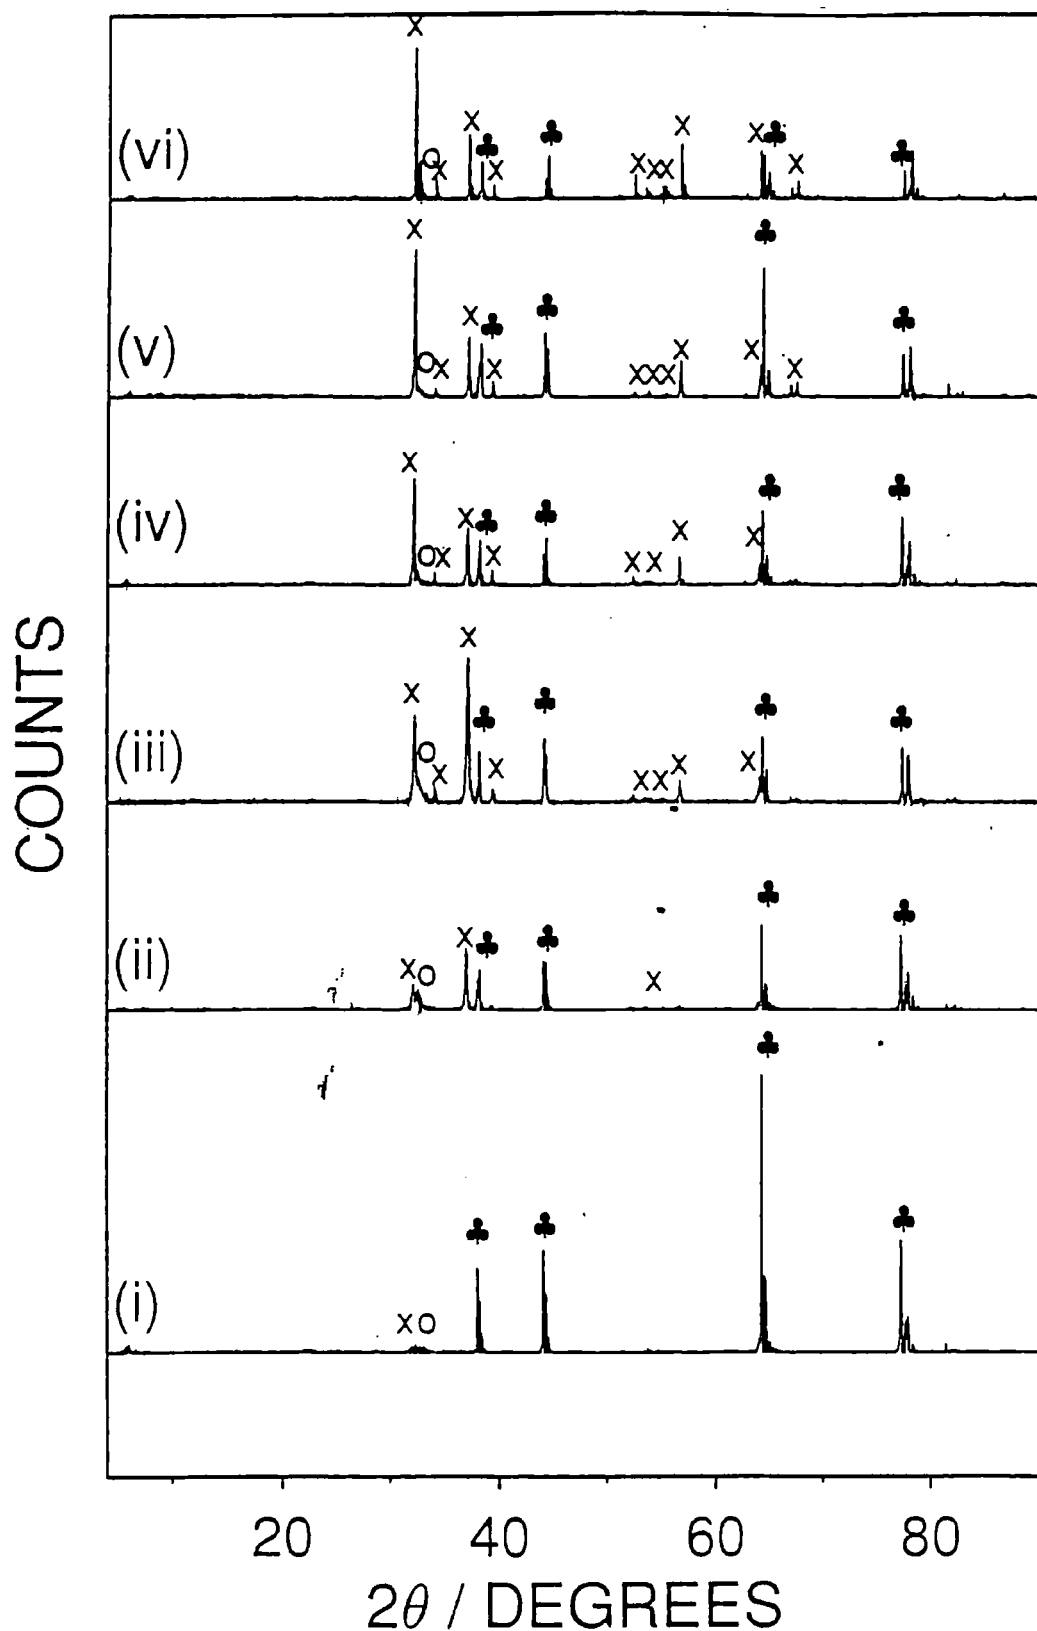 X
X
♣
O
X
X
♣
X
X
X
X
X
♣
X
♣
(vi)
X
X
♣
O
X
X
♣
X
X
X
X
X
♣
X
♣
(v)
X
X
♣
O
X
X
♣
X
X
X
X
♣
♣
(iv)
X
X
♣
O
X
X
♣
X
X
X
X
♣
♣
(iii)
X
O
X
♣
♣
X
♣
♣
(ii)
X
O
♣
♣
♣
♣
(i)
COUNTS
20 40 60 80
2θ / DEGREES